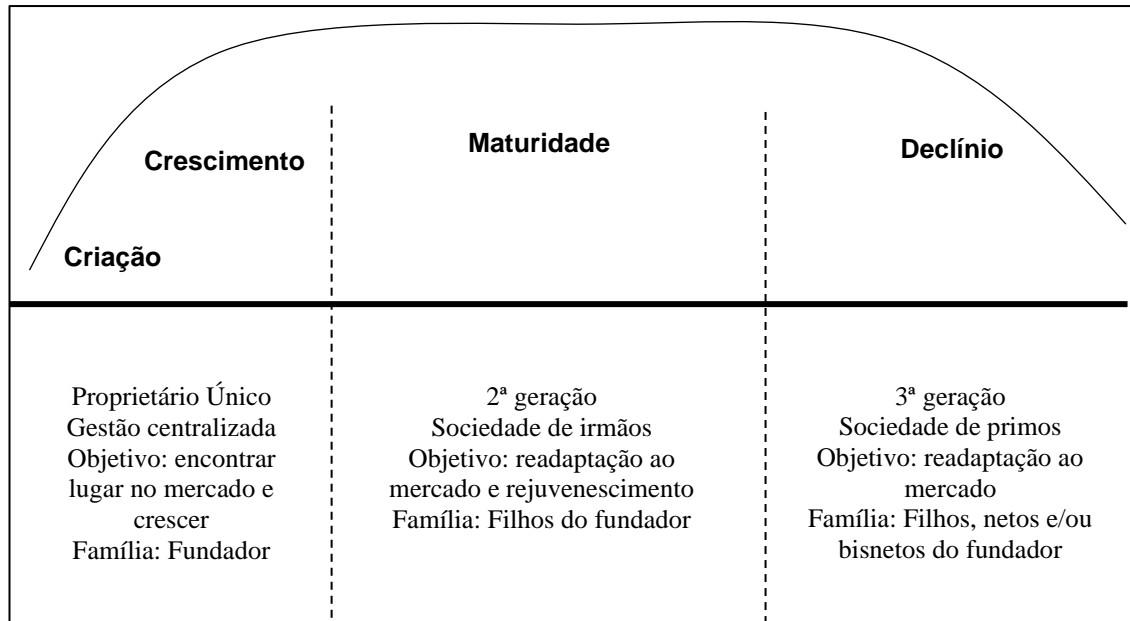 Crescimento
Maturidade
Declínio
Criação
Proprietário Único
Gestão centralizada
Objetivo: encontrar
lugar no mercado e
crescer
Família: Fundador
2ª geração
Sociedade de irmãos
Objetivo: readaptação ao
mercado e rejuvenescimento
Família: Filhos do fundador
3ª geração
Sociedade de primos
Objetivo: readaptação ao
mercado
Família: Filhos, netos e/ou
bisnetos do fundador